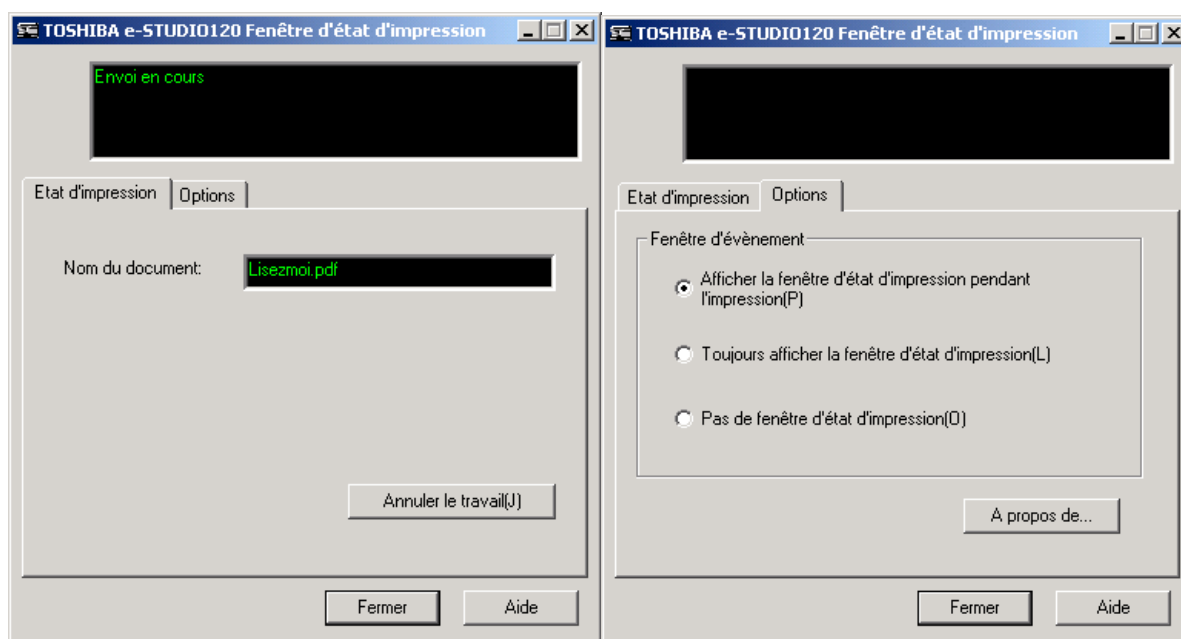 TOSHIBA e-STUDIO120 Fenêtre d'état d'impression
Envoi en cours
Etat d'impression
Options
Nom du document:
Lisezmoi.pdf
Annuler le travail(J)
Fermer
Aide
TOSHIBA e-STUDIO120 Fenêtre d'état d'impression
Etat d'impression
Options
Fenêtre d'évènement
Afficher la fenêtre d'état d'impression pendant
l'impression(P)
Toujours afficher la fenêtre d'état d'impression(L)
Pas de fenêtre d'état d'impression(O)
A propos de...
Fermer
Aide